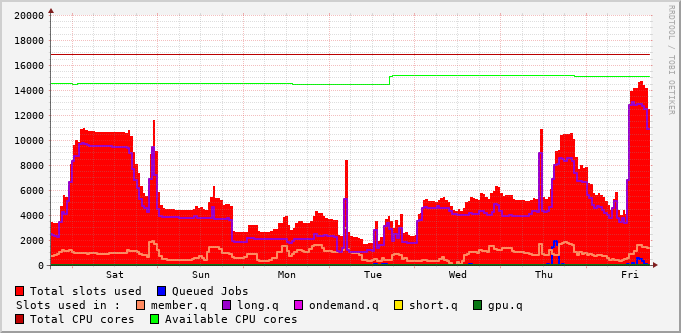 RRDTOOL / TOBI OETIKER
20000
18000
16000
14000
12000
10000
8000
6000
4000
2000
0
Sat Sun Mon Tue Wed Thu Fri
Total slots used Queued Jobs
Slots used in : member.q long.q ondemand.q short.q gpu.q
Total CPU cores Available CPU cores